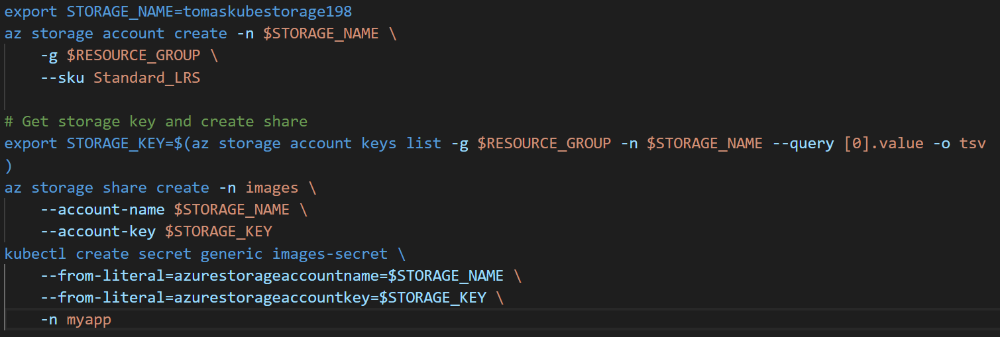 export STORAGE_NAME=tomaskubestorage198
az storage account create -n $STORAGE_NAME \
    -g $RESOURCE_GROUP \
    --sku Standard_LRS

# Get storage key and create share
export STORAGE_KEY=$(az storage account keys list -g $RESOURCE_GROUP -n $STORAGE_NAME --query [0].value -o tsv
)
az storage share create -n images \
    --account-name $STORAGE_NAME \
    --account-key $STORAGE_KEY
kubectl create secret generic images-secret \
    --from-literal=azurestorageaccountname=$STORAGE_NAME \
    --from-literal=azurestorageaccountkey=$STORAGE_KEY \
    -n myapp